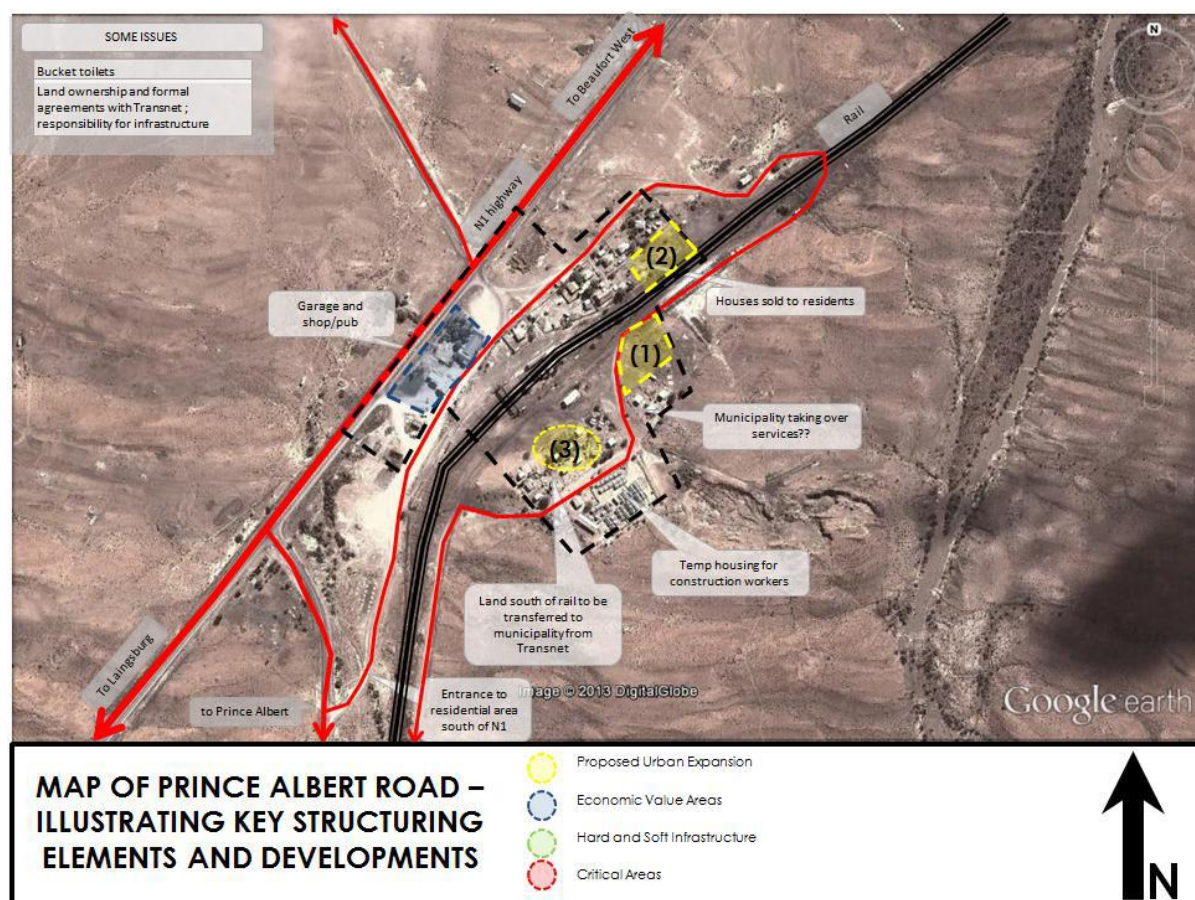 SOME ISSUES
Bucket toilets
Land ownership and formal
agreements with Transnet ;
responsibility for infrastructure
To Beaufort West
Rail
N
N1 highway
(2)
Garage and
shop/pub
Houses sold to residents
(1)
Municipality taking over
services??
(3)
Temp housing for
construction workers
Land south of rail to be
transferred to
municipality from
Transnet
To Laingsburg
to Prince Albert
Entrance to
residential area
south of N1
Image © 2013 DigitalGlobe
Google earth
MAP OF PRINCE ALBERT ROAD –
ILLUSTRATING KEY STRUCTURING
ELEMENTS AND DEVELOPMENTS
Proposed Urban Expansion
Economic Value Areas
Hard and Soft Infrastructure
Critical Areas
N